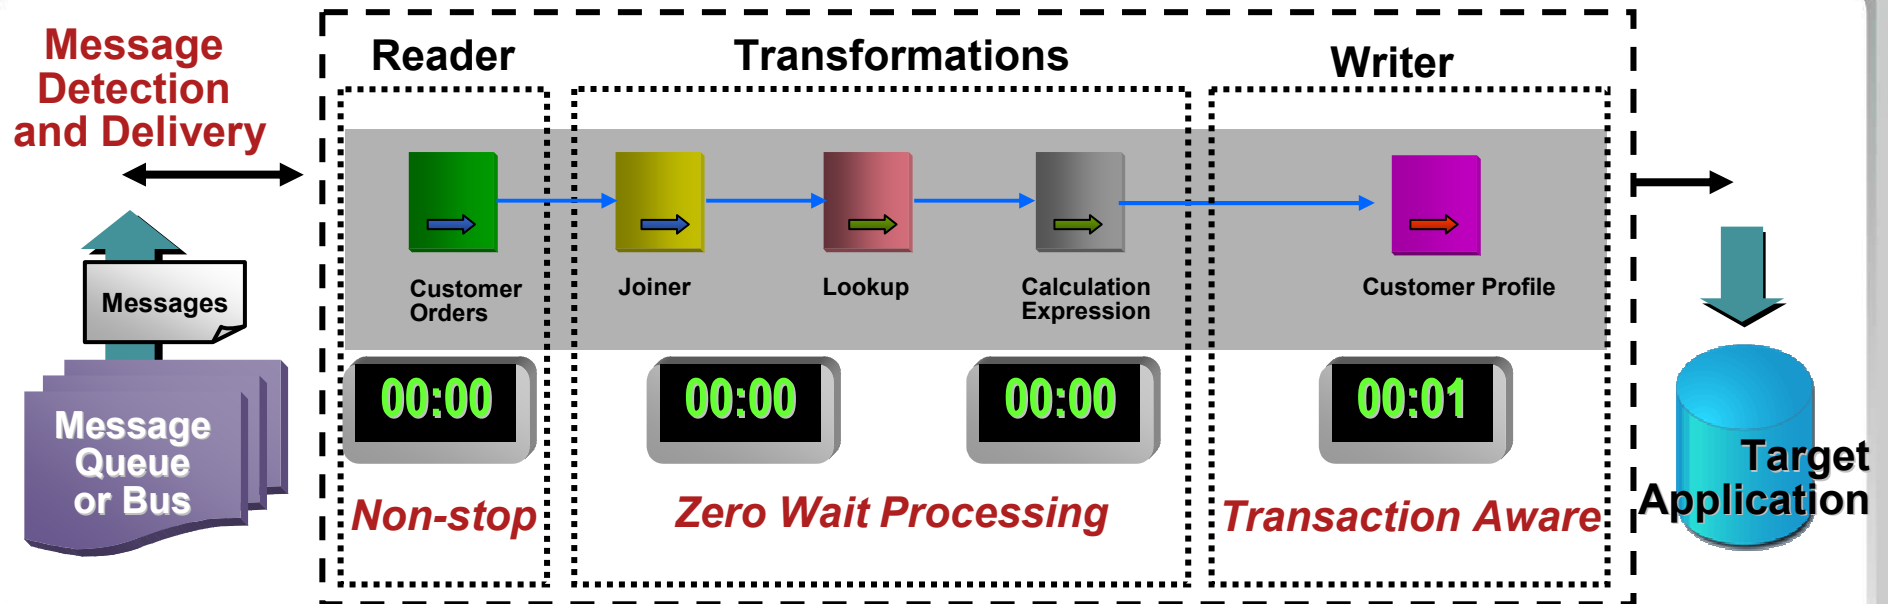 Message
Detection
and Delivery
Messages
Message
Queue
or Bus
Reader
Customer
Orders
00:00
Non-stop
Transformations
Joiner
Lookup
Calculation
Expression
00:00
00:00
Zero Wait Processing
Writer
Customer Profile
00:01
Transaction Aware
Target
Application